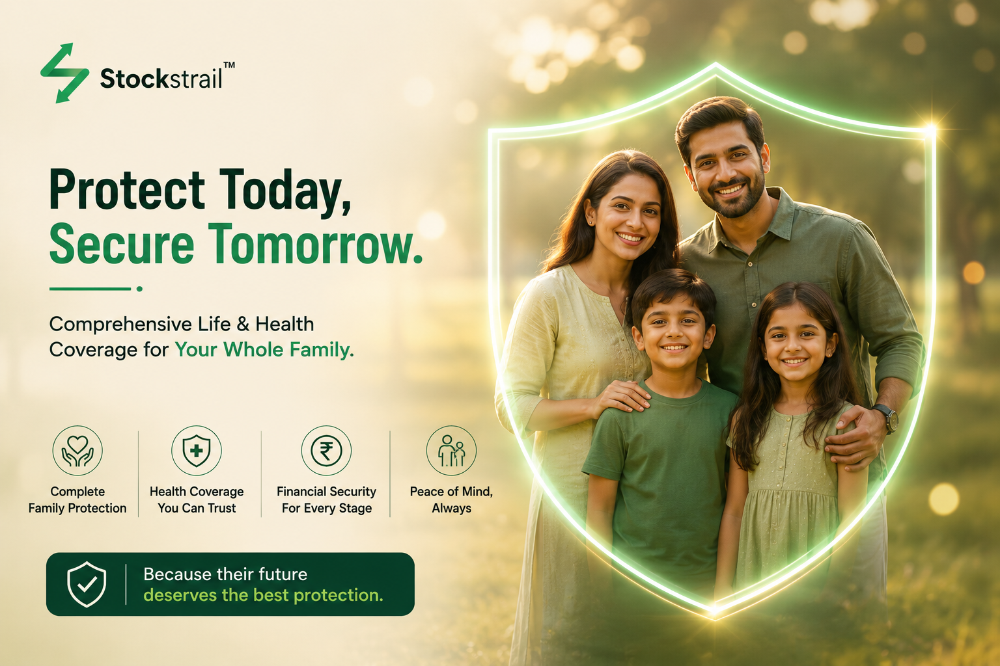 Stockstrail™
Protect Today,
Secure Tomorrow.
Comprehensive Life & Health
Coverage for Your Whole Family.
Complete
Family Protection
Health Coverage
You Can Trust
Financial Security
For Every Stage
Peace of Mind,
Always
Because their future
deserves the best protection.